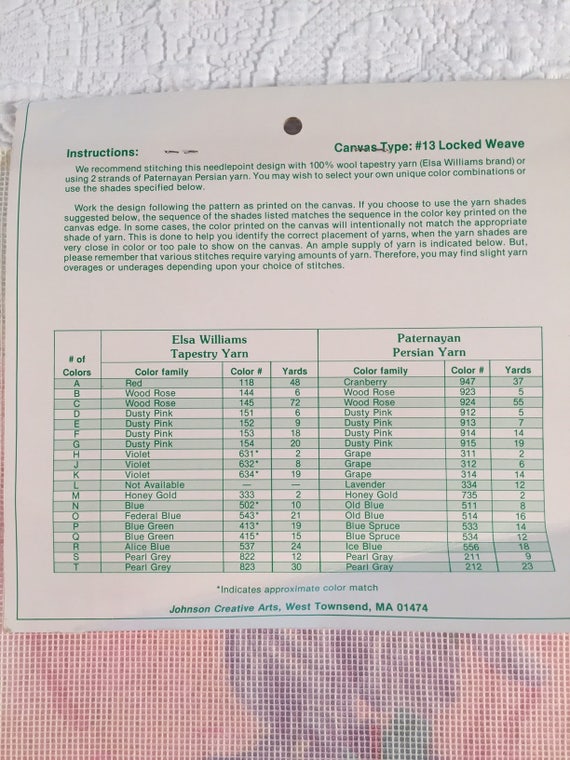 Instructions:
Canvas Type: #13 Locked Weave
We recommend stitching this needlepoint design with 100% wool tapestry yarn (Elsa Williams brand) or
using 2 strands of Paternayan Persian yarn. You may wish to select your own unique color combinations or
use the shades specified below.
Work the design following the pattern as printed on the canvas. If you choose to use the yarn shades
suggested below, the sequence of the shades listed matches the sequence in the color key printed on the
canvas edge. In some cases, the color printed on the canvas will intentionally not match the appropriate
shade of yarn. This is done to help you identify the correct placement of yarns, when the yarn shades are
very close in color or too pale to show on the canvas. An ample supply of yarn is indicated below. But,
please remember that various stitches require varying amounts of yarn. Therefore, you may find slight yarn
overages or underages depending upon your choice of stitches.
Elsa Williams Paternayan
Tapestry Yarn Persian Yarn
# of
Colors Color family Color # Yards Color family Color # Yards
A Red 118 48 Cranberry 947 37
B Wood Rose 144 6 Wood Rose 923 5
C Wood Rose 145 72 Wood Rose 924 55
D Dusty Pink 151 6 Dusty Pink 912 5
E Dusty Pink 152 9 Dusty Pink 913 7
F Dusty Pink 153 18 Dusty Pink 914 14
G Dusty Pink 154 20 Dusty Pink 915 19
H Violet 631* 2 Grape 311 2
J Violet 632* 8 Grape 312 6
K Violet 634* 19 Grape 314 14
L Not Available — — Lavender 334 12
M Honey Gold 333 2 Honey Gold 735 2
N Blue 502* 10 Old Blue 511 8
O Federal Blue 543* 21 Old Blue 514 16
P Blue Green 413* 19 Blue Spruce 533 14
Q Blue Green 415* 15 Blue Spruce 534 12
R Alice Blue 537 24 Ice Blue 556 18
S Pearl Grey 822 12 Pearl Gray 211 9
T Pearl Grey 823 30 Pearl Gray 212 23
*Indicates approximate color match
Johnson Creative Arts, West Townsend, MA 01474